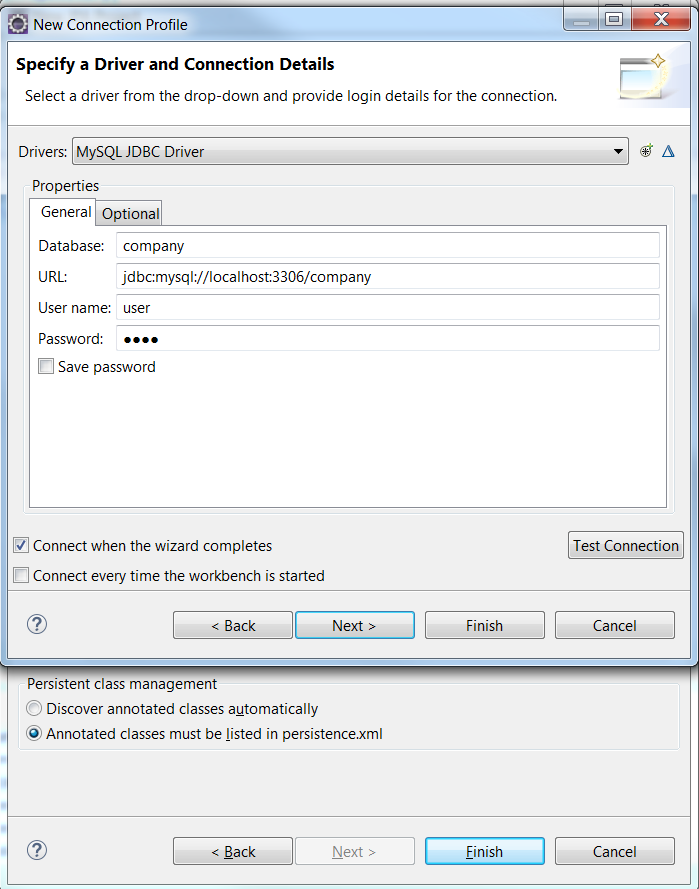 New Connection Profile
Specify a Driver and Connection Details
Select a driver from the drop-down and provide login details for the connection.
Drivers: MySQL JDBC Driver
Properties
General Optional
Database: company
URL: jdbc:mysql://localhost:3306/company
User name: user
Password: ●●●●
Save password
Connect when the wizard completes Test Connection
Connect every time the workbench is started
? < Back Next > Finish Cancel
Persistent class management
Discover annotated classes automatically
Annotated classes must be listed in persistence.xml
? < Back Next > Finish Cancel